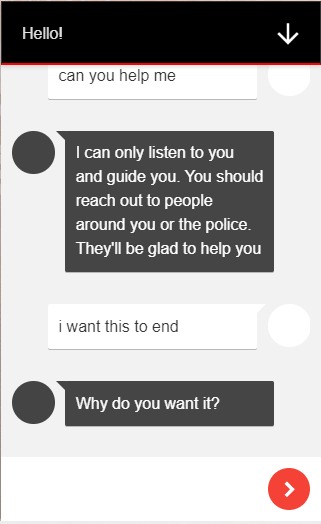 Hello!
can you help me
I can only listen to you
and guide you. You should
reach out to people
around you or the police.
They'll be glad to help you
i want this to end
Why do you want it?